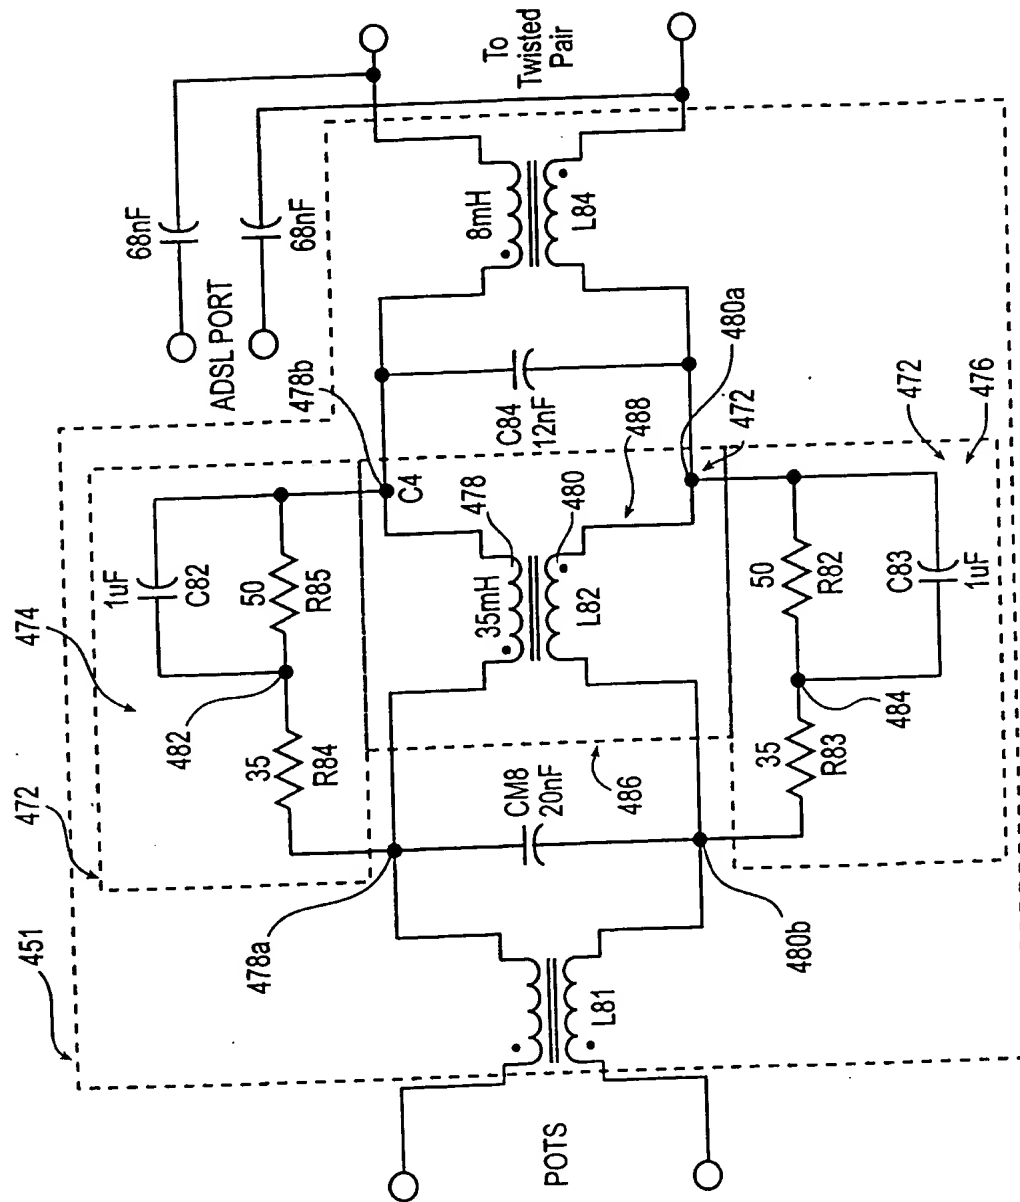 451
472
474
482
1uF
C82
50
R85
35
R84
478a
478b
C4
68nF
ADSL PORT
68nF
To
Twisted
Pair
POTS
L81
CM8
20nF
486
35mH
L82
478
480
488
472
480a
C84
12nF
8mH
L84
480b
35
R83
484
50
R82
C83
1uF
472
476